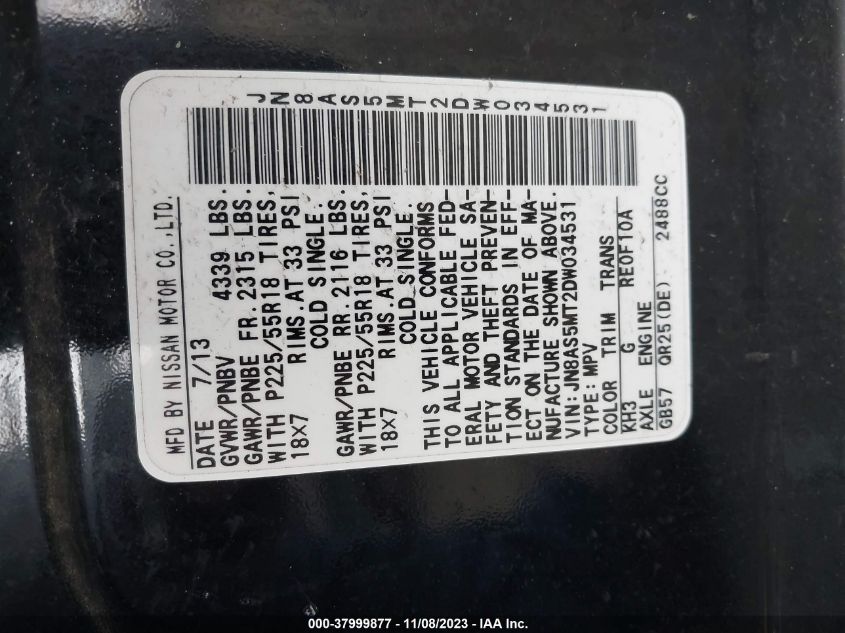 MFD BY NISSAN MOTOR CO.,LTD.
JN8AS5MT2DW034531
DATE 7/13
GVWR/PNBV 4339 LBS.
GAWR/PNBE FR. 2315 LBS.
WITH P225/55R18 TIRES,
18X7 RIMS.AT 33 PSI
COLD SINGLE.
GAWR/PNBE RR. 2116 LBS.
WITH P225/55R18 TIRES,
18X7 RIMS.AT 33 PSI
COLD SINGLE.
THIS VEHICLE CONFORMS
TO ALL APPLICABLE FED-
ERAL MOTOR VEHICLE SA-
FETY AND THEFT PREVEN-
TION STANDARDS IN EFF-
ECT ON THE DATE OF MA-
NUFACTURE SHOWN ABOVE.
VIN: JN8AS5MT2DW034531
TYPE: MPV
COLOR TRIM TRANS
KH3 G RE0F10A
AXLE ENGINE
GB57 QR25(DE) 2488CC
000-37999877 - 11/08/2023 - IAA Inc.